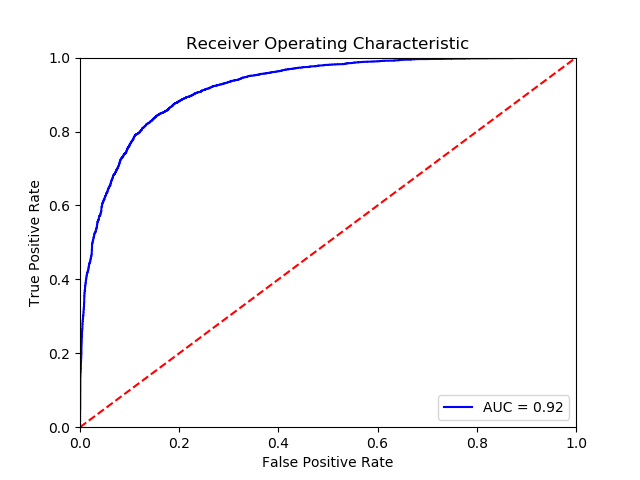 Receiver Operating Characteristic
True Positive Rate
1.0
0.8
0.6
0.4
0.2
0.0
AUC = 0.92
0.0 0.2 0.4 0.6 0.8 1.0
False Positive Rate